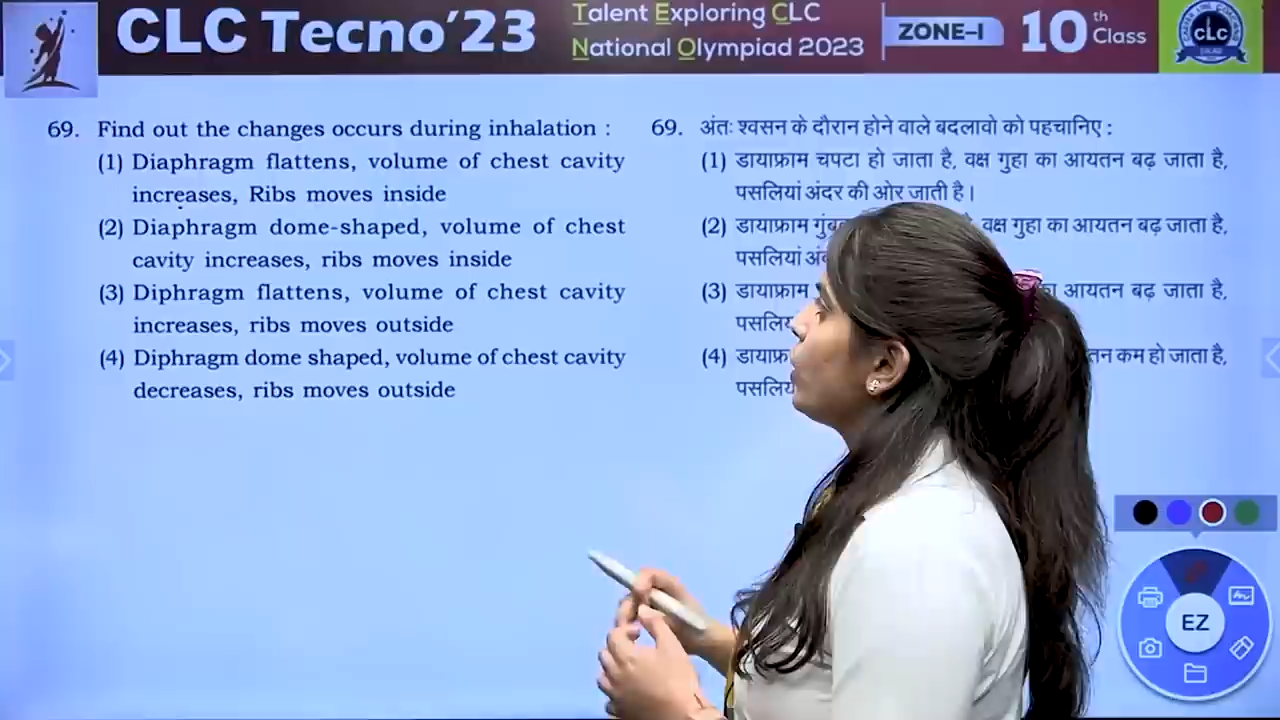 CLC Tecno'23
Talent Exploring CLC
National Olympiad 2023
ZONE-I
10th Class
CLC
69. Find out the changes occurs during inhalation :
(1) Diaphragm flattens, volume of chest cavity
increases, Ribs moves inside
(2) Diaphragm dome-shaped, volume of chest
cavity increases, ribs moves inside
(3) Diphragm flattens, volume of chest cavity
increases, ribs moves outside
(4) Diphragm dome shaped, volume of chest cavity
decreases, ribs moves outside
69. अंतः श्वसन के दौरान होने वाले बदलावो को पहचानिए :
(1) डायाफ्राम चपटा हो जाता है, वक्ष गुहा का आयतन बढ़ जाता है,
पसलियां अंदर की ओर जाती है।
(2) डायाफ्राम वक्ष गुहा का आयतन बढ़ जाता है,
पसलियां
(3) डायाफ्राम आयतन बढ़ जाता है,
(4) कम हो जाता है,
EZ